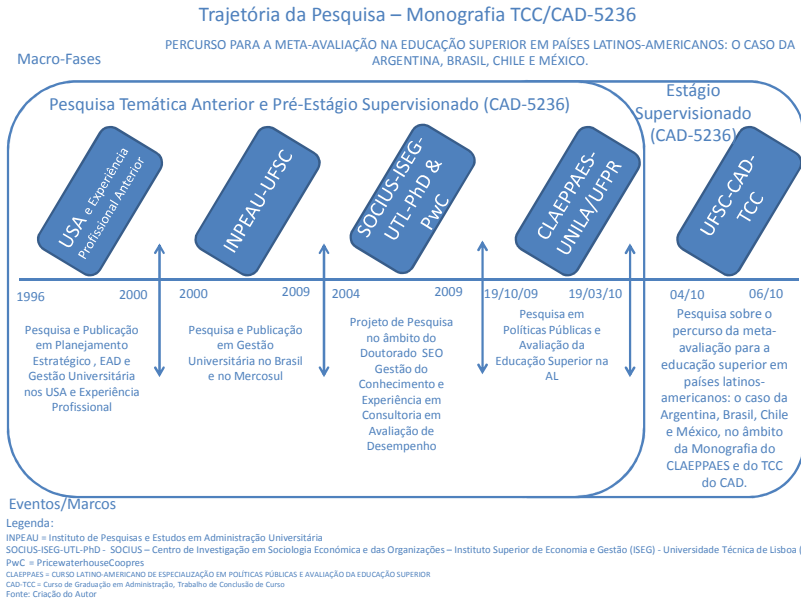 Trajetória da Pesquisa – Monografia TCC/CAD-5236
Macro-Fases
PERCURSO PARA A META-AVALIAÇÃO NA EDUCAÇÃO SUPERIOR EM PAÍSES LATINOS-AMERICANOS: O CASO DA
ARGENTINA, BRASIL, CHILE E MÉXICO.
Pesquisa Temática Anterior e Pré-Estágio Supervisionado (CAD-5236)
Estágio
Supervisionado
(CAD-5236)
USA e Experiência
Profissional Anterior
INPEAU-UFSC
SOCIUS-ISEG-
UTL-PhD &
PwC
CLAEPPAES-
UNILA/UFPR
UFSC-CAD-
TCC
1996
2000
2000
2009
2004
2009
19/10/09
19/03/10
04/10
06/10
Pesquisa e Publicação
em Planejamento
Estratégico , EAD e
Gestão Universitária
nos USA e Experiência
Profissional
Pesquisa e Publicação
em Gestão
Universitária no Brasil
e no Mercosul
Projeto de Pesquisa
no âmbito do
Doutorado SEO
Gestão do
Conhecimento e
Experiência em
Consultoria em
Avaliação de
Desempenho
Pesquisa em
Políticas Públicas e
Avaliação da
Educação Superior na
AL
Pesquisa sobre o
percurso da meta-
avaliação para a
educação superior em
países latinos-
americanos: o caso da
Argentina, Brasil, Chile
e México, no âmbito
da Monografia do
CLAEPPAES e do TCC
do CAD.
Eventos/Marcos
Legenda:
INPEAU = Instituto de Pesquisas e Estudos em Administração Universitária
SOCIUS-ISEG-UTL-PhD - SOCIUS – Centro de Investigação em Sociologia Económica e das Organizações – Instituto Superior de Economia e Gestão (ISEG) - Universidade Técnica de Lisboa (
PwC = PricewaterhouseCoopres
CLAEPPAES = CURSO LATINO-AMERICANO DE ESPECIALIZAÇÃO EM POLÍTICAS PÚBLICAS E AVALIAÇÃO DA EDUCAÇÃO SUPERIOR
CAD-TCC = Curso de Graduação em Administração, Trabalho de Conclusão de Curso
Fonte: Criação do Autor